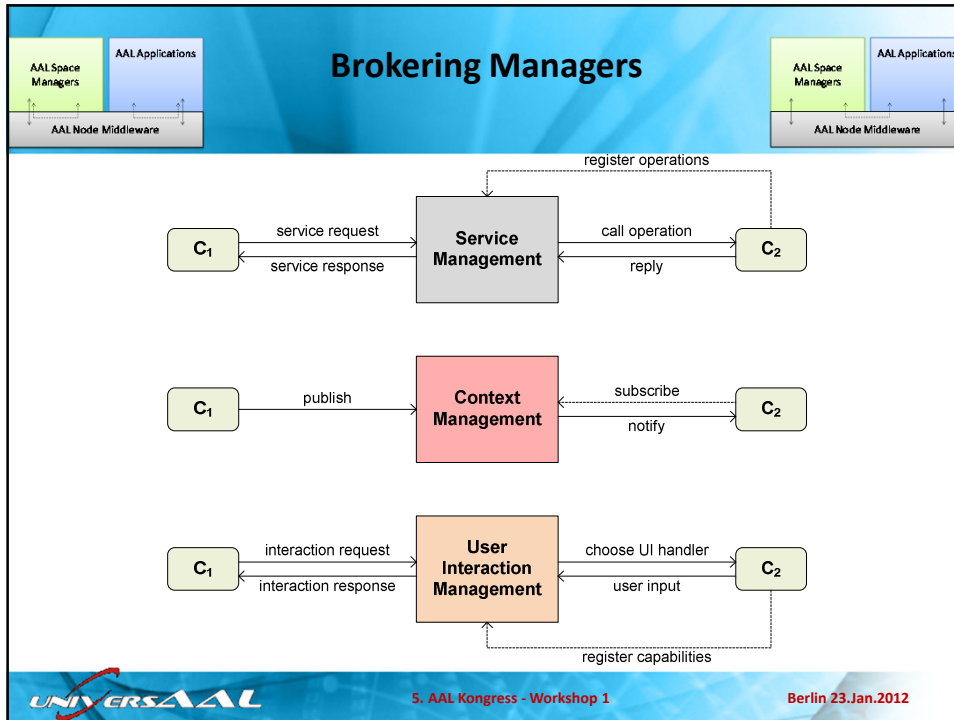 Brokering Managers
AAL Space
Managers
AAL Applications
AAL Node Middleware
AAL Space
Managers
AAL Applications
AAL Node Middleware
register operations
C₁
service request
service response
Service
Management
call operation
reply
C₂
C₁
publish
Context
Management
subscribe
notify
C₂
C₁
interaction request
interaction response
User
Interaction
Management
choose UI handler
user input
C₂
register capabilities
UNIVERSAAL
5. AAL Kongress - Workshop 1
Berlin 23.Jan.2012